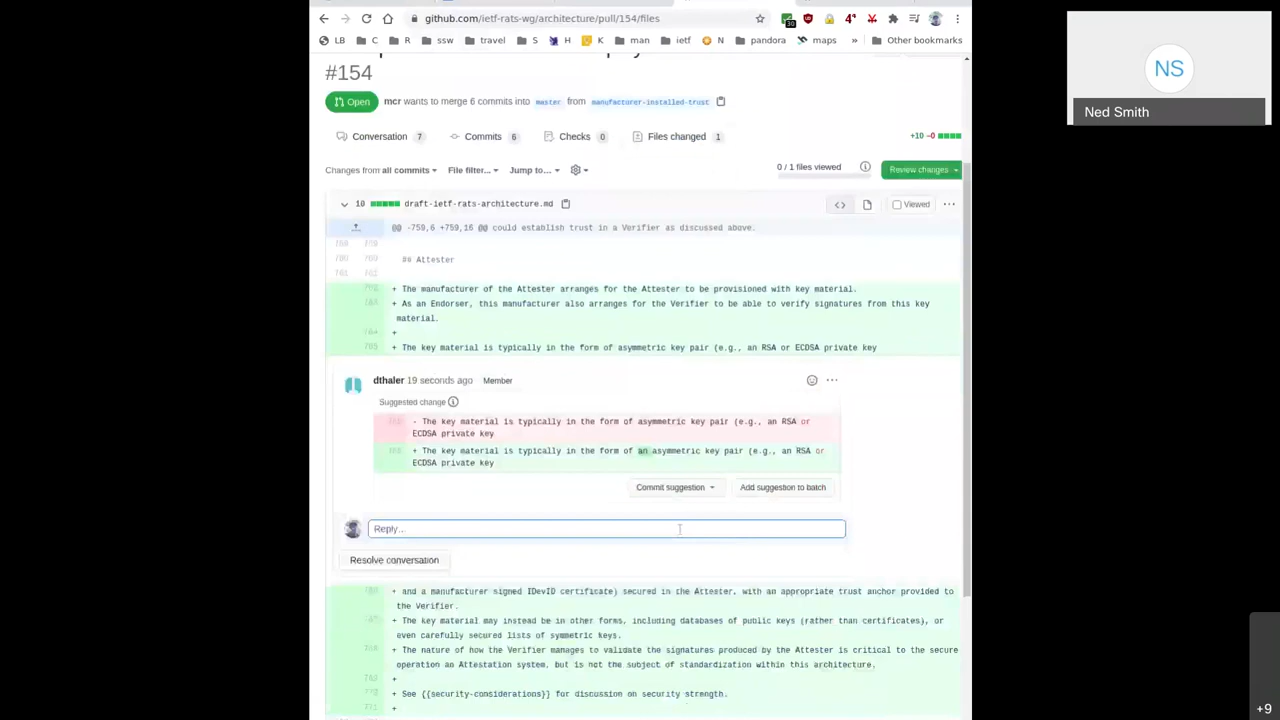 github.com/ietf-rats-wg/architecture/pull/154/files
LB C R ssw travel S H K man ietf N pandora maps » Other bookmarks
#154
Open mcr wants to merge 6 commits into master from manufacturer-installed-trust
Conversation 7 Commits 6 Checks 0 Files changed 1 +10 −0
Changes from all commits File filter... Jump to... 0 / 1 files viewed Review changes
10 draft-ietf-rats-architecture.md <> Viewed ...
@@ -759,6 +759,16 @@ could establish trust in a Verifier as discussed above.
## Attester
+ The manufacturer of the Attester arranges for the Attester to be provisioned with key material.
+ As an Endorser, this manufacturer also arranges for the Verifier to be able to verify signatures from this key
material.
+
+ The key material is typically in the form of asymmetric key pair (e.g., an RSA or ECDSA private key
dthaler 19 seconds ago Member
Suggested change
- The key material is typically in the form of asymmetric key pair (e.g., an RSA or
ECDSA private key
+ The key material is typically in the form of an asymmetric key pair (e.g., an RSA or
ECDSA private key
Commit suggestion Add suggestion to batch
Reply...
Resolve conversation
+ and a manufacturer signed IDevID certificate) secured in the Attester, with an appropriate trust anchor provided to
the Verifier.
+ The key material may instead be in other forms, including databases of public keys (rather than certificates), or
even carefully secured lists of symmetric keys.
+ The nature of how the Verifier manages to validate the signatures produced by the Attester is critical to the secure
operation an Attestation system, but is not the subject of standardization within this architecture.
+
+ See {{security-considerations}} for discussion on security strength.
+
NS
Ned Smith
+9